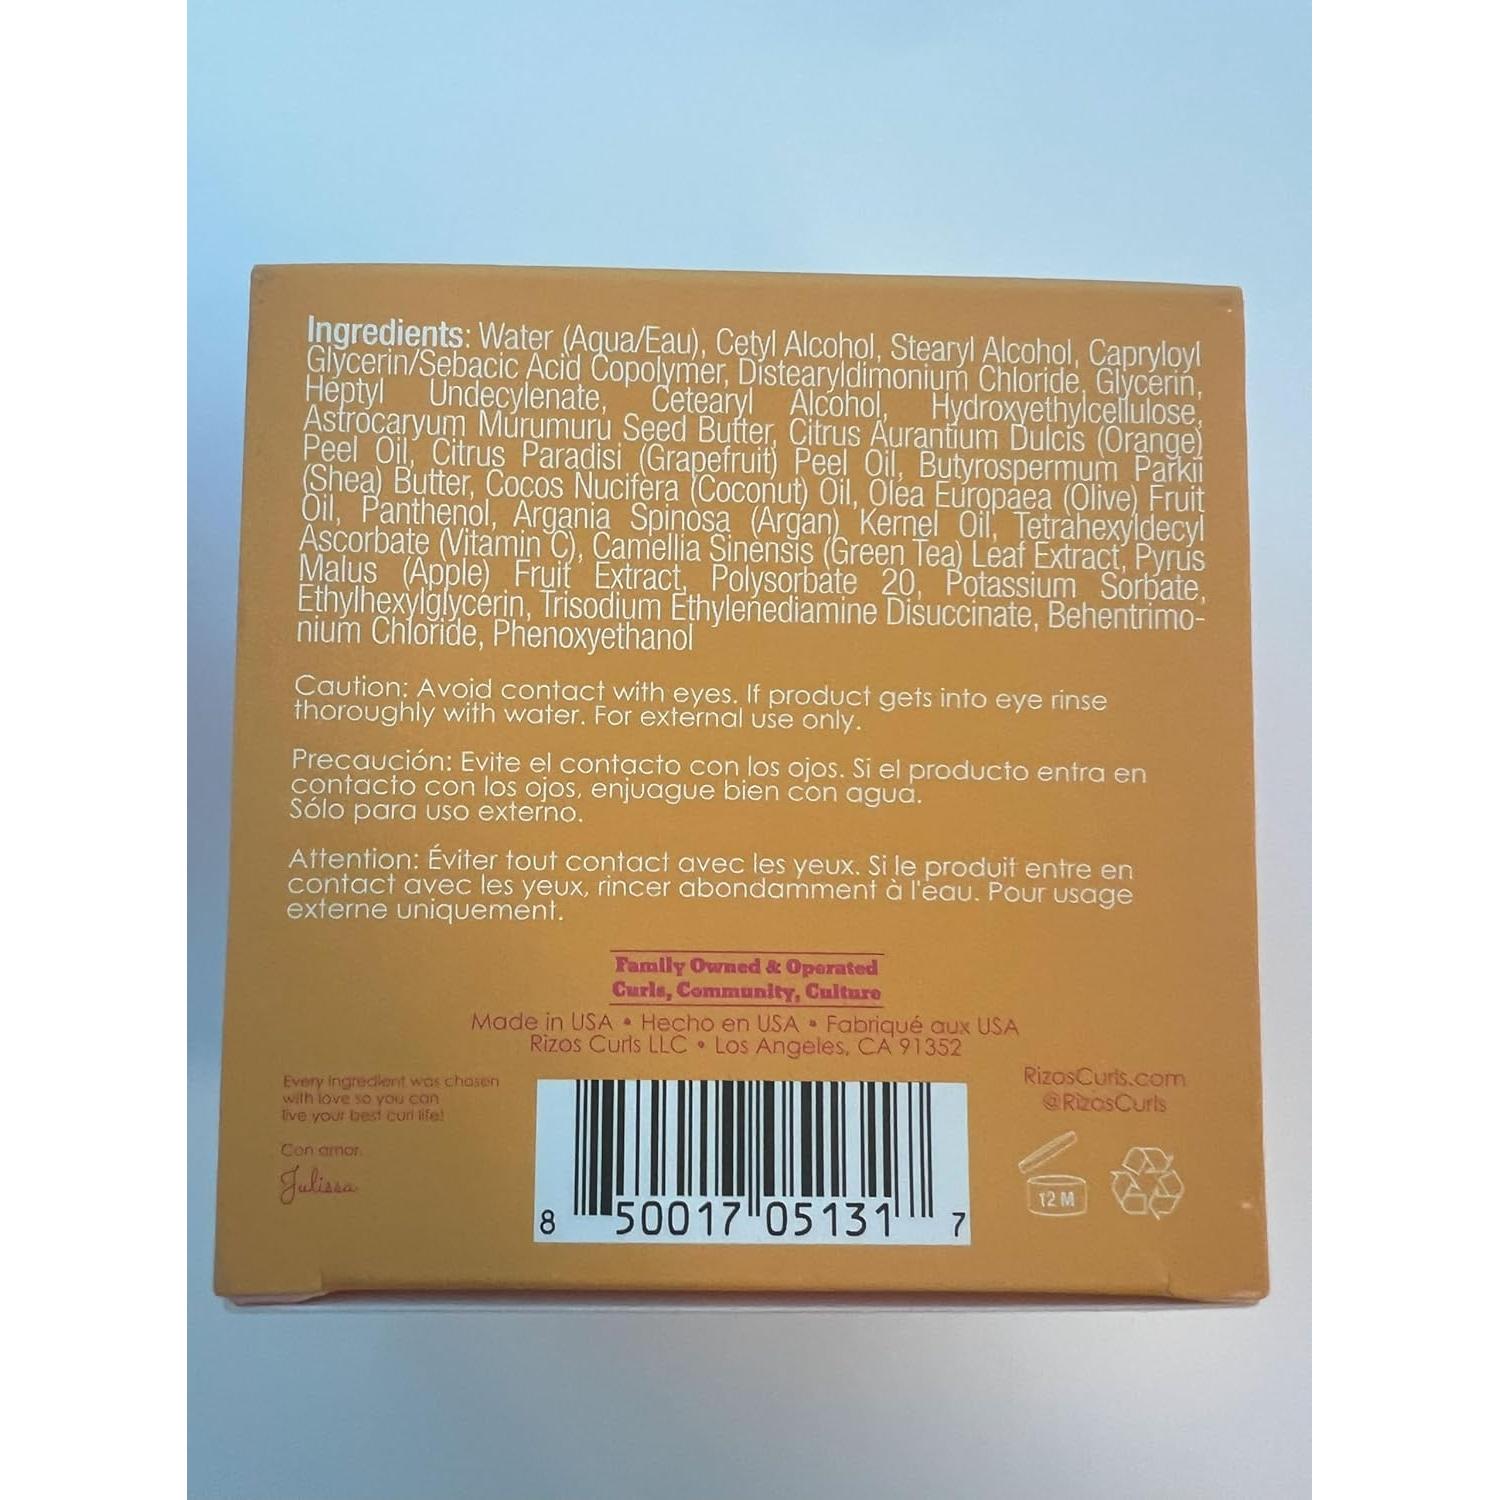 Ingredients: Water (Aqua/Eau), Cetyl Alcohol, Stearyl Alcohol, Capryloyl
Glycerin/Sebacic Acid Copolymer, Distearyldimonium Chloride, Glycerin,
Heptyl Undecylenate, Cetearyl Alcohol, Hydroxyethylcellulose,
Astrocaryum Murumuru Seed Butter, Citrus Aurantium Dulcis (Orange)
Peel Oil, Citrus Paradisi (Grapefruit) Peel Oil, Butyrospermum Parkii
(Shea) Butter, Cocos Nucifera (Coconut) Oil, Olea Europaea (Olive) Fruit
Oil, Panthenol, Argania Spinosa (Argan) Kernel Oil, Tetrahexyldecyl
Ascorbate (Vitamin C), Camellia Sinensis (Green Tea) Leaf Extract, Pyrus
Malus (Apple) Fruit Extract, Polysorbate 20, Potassium Sorbate,
Ethylhexylglycerin, Trisodium Ethylenediamine Disuccinate, Behentrimo-
nium Chloride, Phenoxyethanol
Caution: Avoid contact with eyes. If product gets into eye rinse
thoroughly with water. For external use only.
Precaución: Evite el contacto con los ojos. Si el producto entra en
contacto con los ojos, enjuague bien con agua.
Sólo para uso externo.
Attention: Éviter tout contact avec les yeux. Si le produit entre en
contact avec les yeux, rincer abondamment à l'eau. Pour usage
externe uniquement.
Family Owned & Operated
Curls, Community, Culture
Made in USA • Hecho en USA • Fabriqué aux USA
Rizos Curls LLC • Los Angeles, CA 91352
Every ingredient was chosen
with love so you can
live your best curl life!
Con amor,
Julissa
RizosCurls.com
@RizosCurls
12 M
8 50017 05131 7